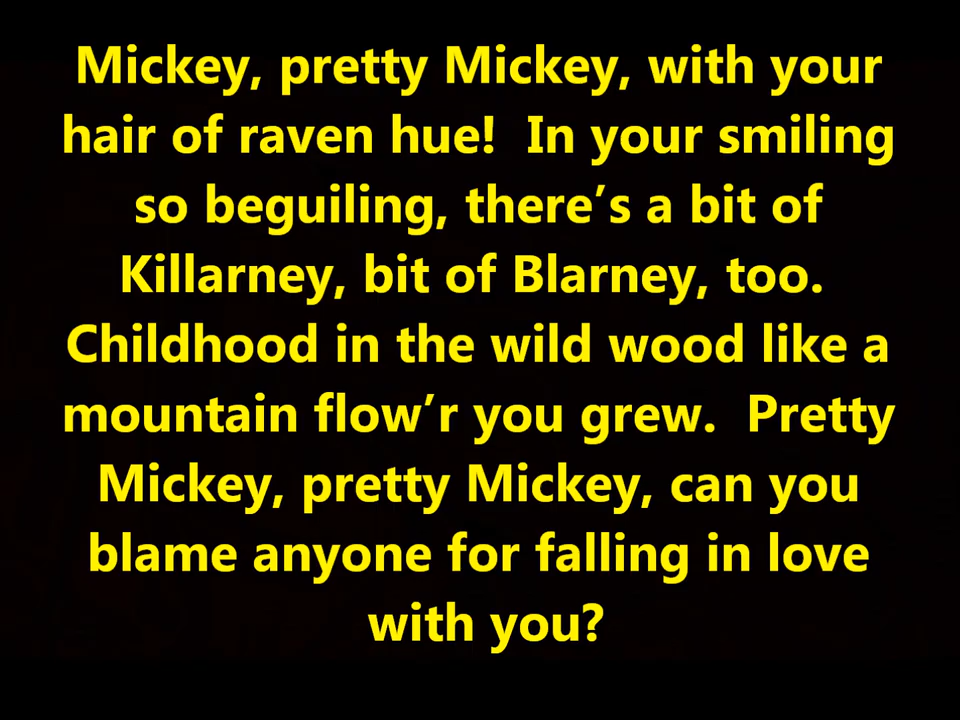 Mickey, pretty Mickey, with your
hair of raven hue!  In your smiling
so beguiling, there’s a bit of
Killarney, bit of Blarney, too.
Childhood in the wild wood like a
mountain flow’r you grew.  Pretty
Mickey, pretty Mickey, can you
blame anyone for falling in love
with you?